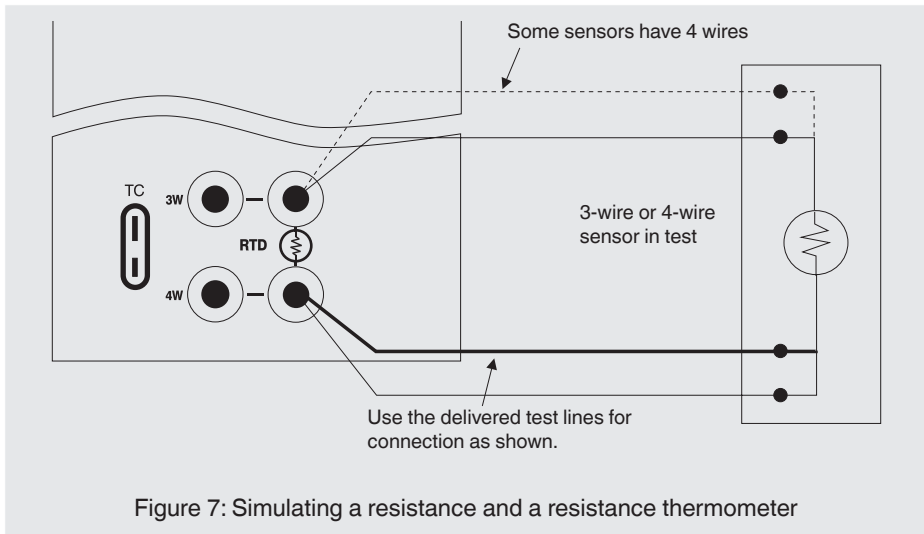 Some sensors have 4 wires
TC
3W
3-wire or 4-wire
sensor in test
RTD
4W
Use the delivered test lines for
connection as shown.
Figure 7: Simulating a resistance and a resistance thermometer